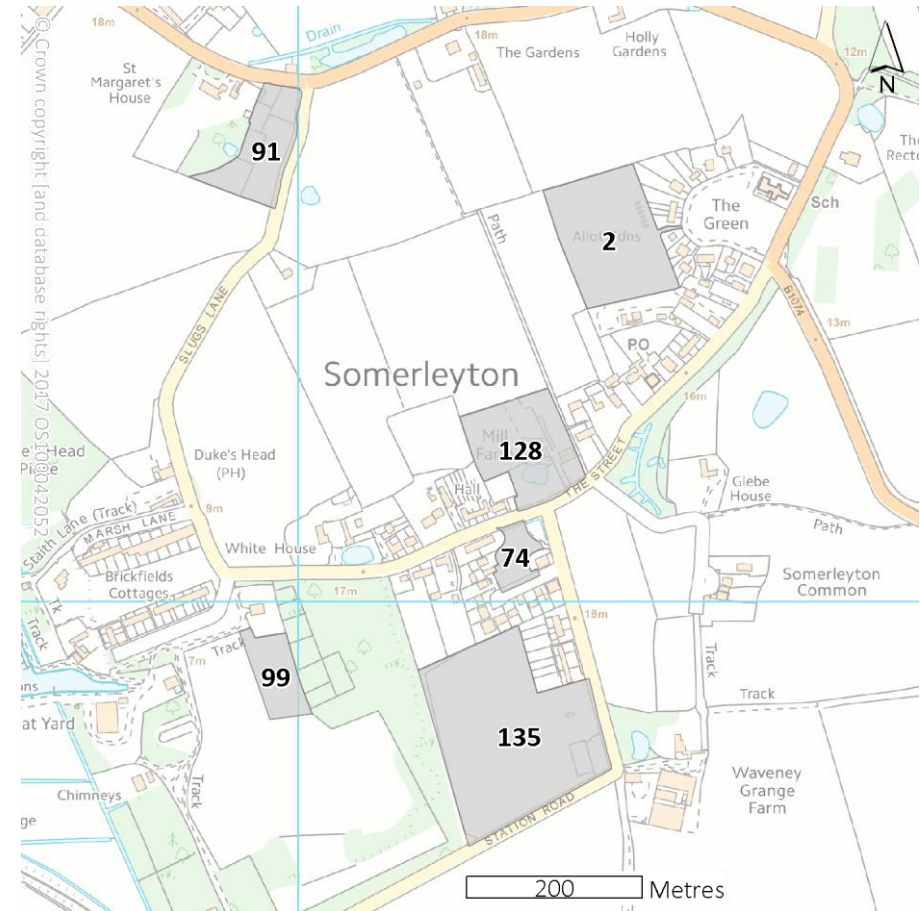 18m
Drain
18m
The Gardens
Holly
Gardens
12m
N
St
Margaret's
House
91
The
Path
SLUGS LANE
2
The
Green
Sch
B1074
13m
PO
16m
Somerleyton
Mill
128
Hall
THE STREET
Duke's Head
(PH)
9m
Staith Lane (Track)
MARSH LANE
White House
17m
74
Glebe
House
Path
Brickfields
Cottages
Somerleyton
Common
18m
Tk
Track
Track
7m
99
Track
at Yard
135
Chimneys
Track
Waveney
Grange
Farm
STATION ROAD
200 Metres
© Crown copyright [and database rights] 2017 OS100042052